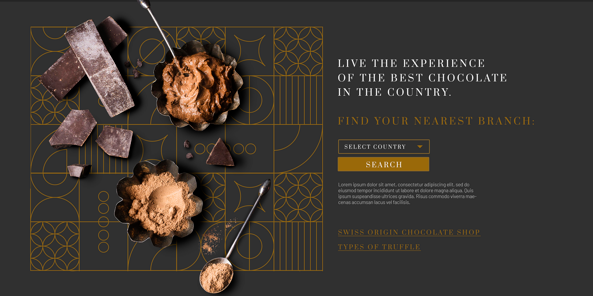 LIVE THE EXPERIENCE
OF THE BEST CHOCOLATE
IN THE COUNTRY.
FIND YOUR NEAREST BRANCH:
SELECT COUNTRY
SEARCH
Lorem ipsum dolor sit amet, consectetur adipiscing elit, sed do
eiusmod tempor incididunt ut labore et dolore magna aliqua. Quis
ipsum suspendisse ultrices gravida. Risus commodo viverra mae-
cenas accumsan lacus vel facilisis.
SWISS ORIGIN CHOCOLATE SHOP
TYPES OF TRUFFLE